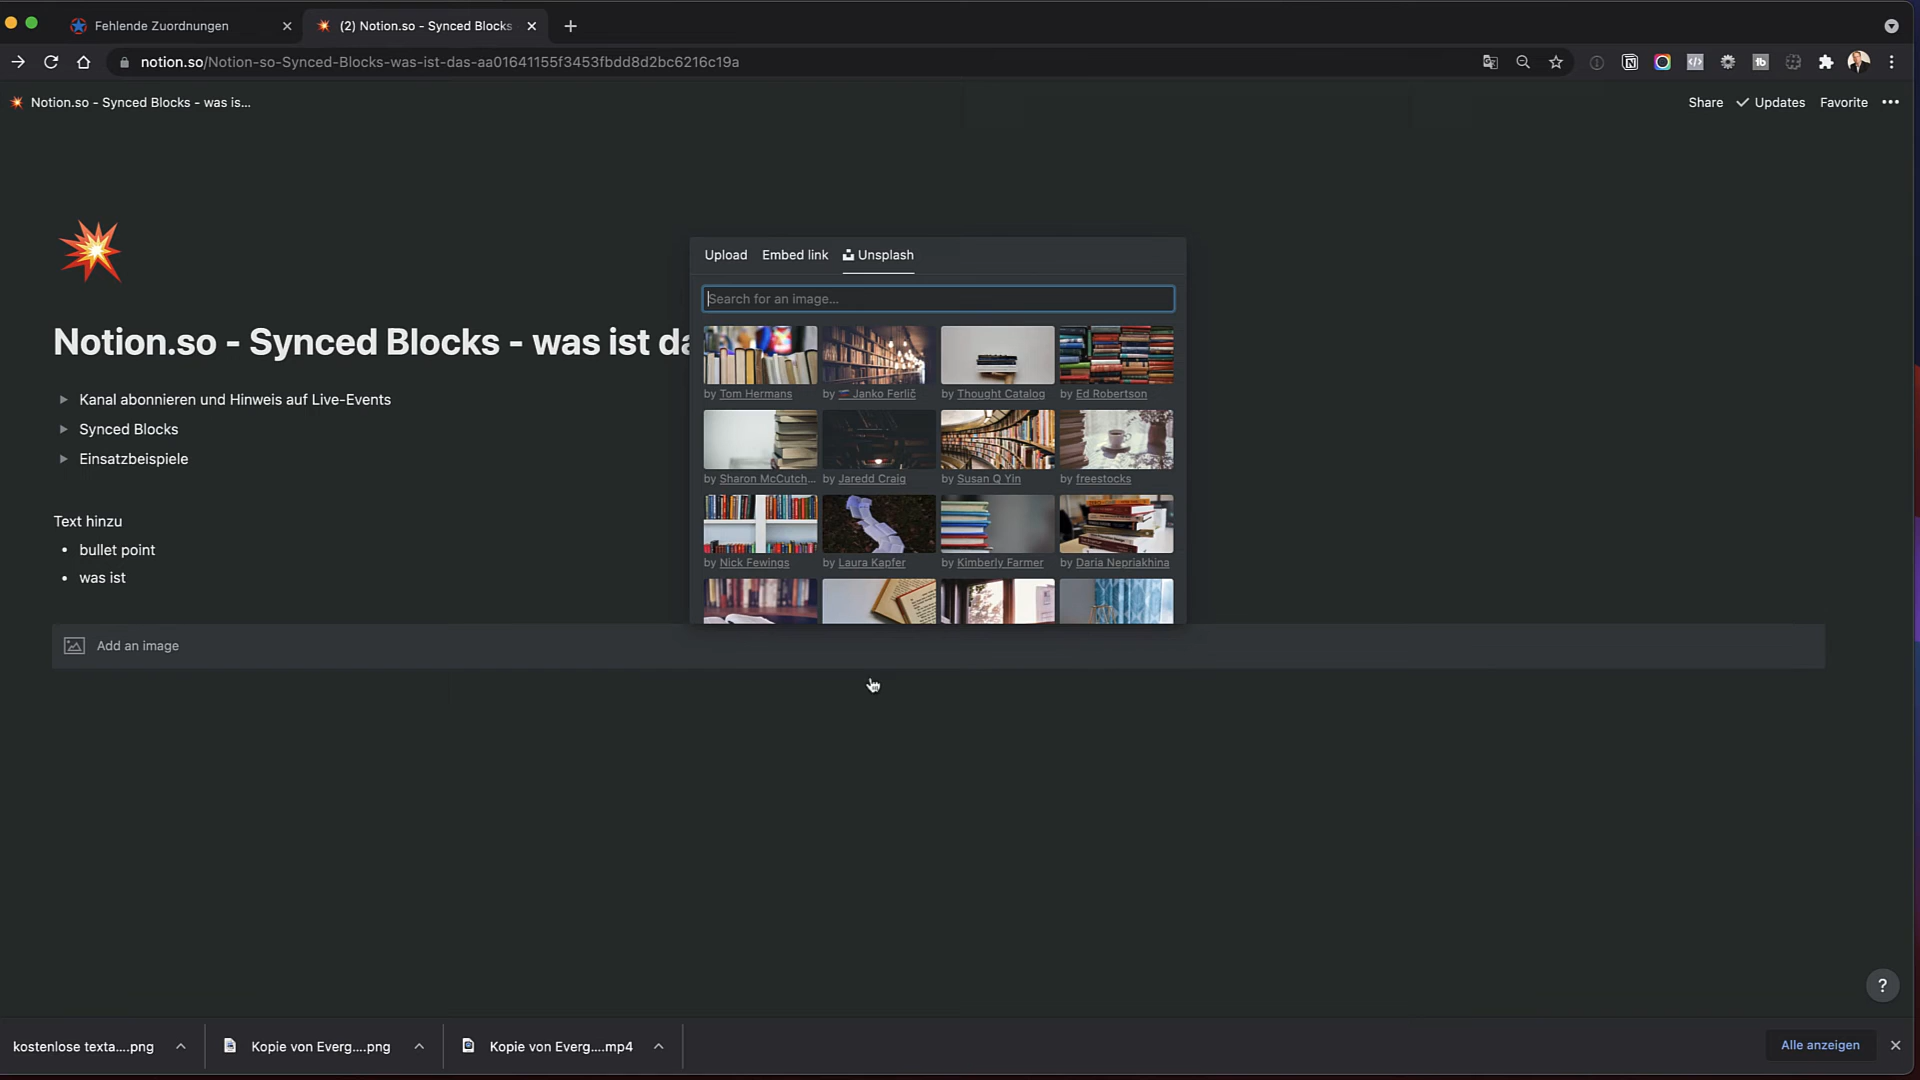 Fehlende Zuordnungen
(2) Notion.so - Synced Blocks
notion.so/Notion-so-Synced-Blocks-was-ist-das-aa01641155f3453fbdd8d2bc6216c19a
Notion.so - Synced Blocks - was is...
Share
Updates
Favorite
Upload
Embed link
Unsplash
Search for an image...
Notion.so - Synced Blocks - was ist da
by Tom Hermans
by Janko Ferlič
by Thought Catalog
by Ed Robertson
Kanal abonnieren und Hinweis auf Live-Events
Synced Blocks
Einsatzbeispiele
by Sharon McCutch...
by Jaredd Craig
by Susan Q Yin
by freestocks
Text hinzu
• bullet point
• was ist
by Nick Fewings
by Laura Kapfer
by Kimberly Farmer
by Daria Nepriakhina
Add an image
?
kostenlose texta....png
Kopie von Everg....png
Kopie von Everg....mp4
Alle anzeigen